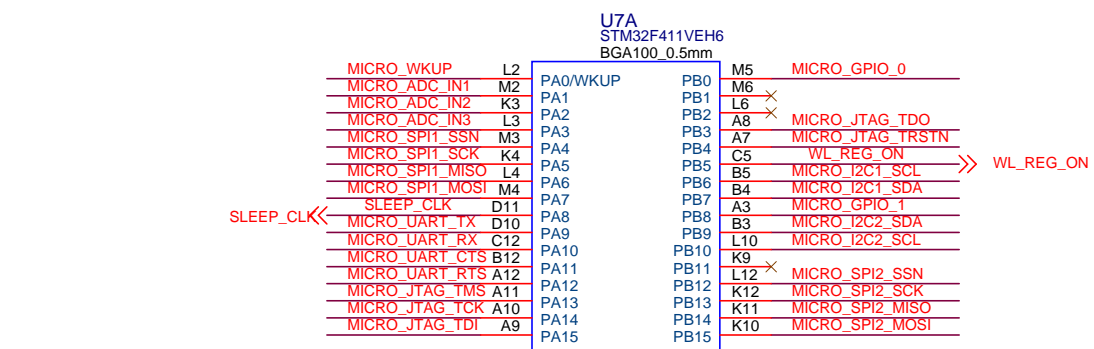 U7A
STM32F411VEH6
BGA100_0.5mm
MICRO_WKUP L2 PA0/WKUP PB0 M5 MICRO_GPIO_0
MICRO_ADC_IN1 M2 PA1 PB1 M6
MICRO_ADC_IN2 K3 PA2 PB2 L6
MICRO_ADC_IN3 L3 PA3 PB3 A8 MICRO_JTAG_TDO
MICRO_SPI1_SSN M3 PA4 PB4 A7 MICRO_JTAG_TRSTN
MICRO_SPI1_SCK K4 PA5 PB5 C5 WL_REG_ON WL_REG_ON
MICRO_SPI1_MISO L4 PA6 PB6 B5 MICRO_I2C1_SCL
MICRO_SPI1_MOSI M4 PA7 PB7 B4 MICRO_I2C1_SDA
SLEEP_CLK SLEEP_CLK D11 PA8 PB8 A3 MICRO_GPIO_1
MICRO_UART_TX D10 PA9 PB9 B3 MICRO_I2C2_SDA
MICRO_UART_RX C12 PA10 PB10 L10 MICRO_I2C2_SCL
MICRO_UART_CTS B12 PA11 PB11 K9
MICRO_UART_RTS A12 PA12 PB12 L12 MICRO_SPI2_SSN
MICRO_JTAG_TMS A11 PA13 PB13 K12 MICRO_SPI2_SCK
MICRO_JTAG_TCK A10 PA14 PB14 K11 MICRO_SPI2_MISO
MICRO_JTAG_TDI A9 PA15 PB15 K10 MICRO_SPI2_MOSI